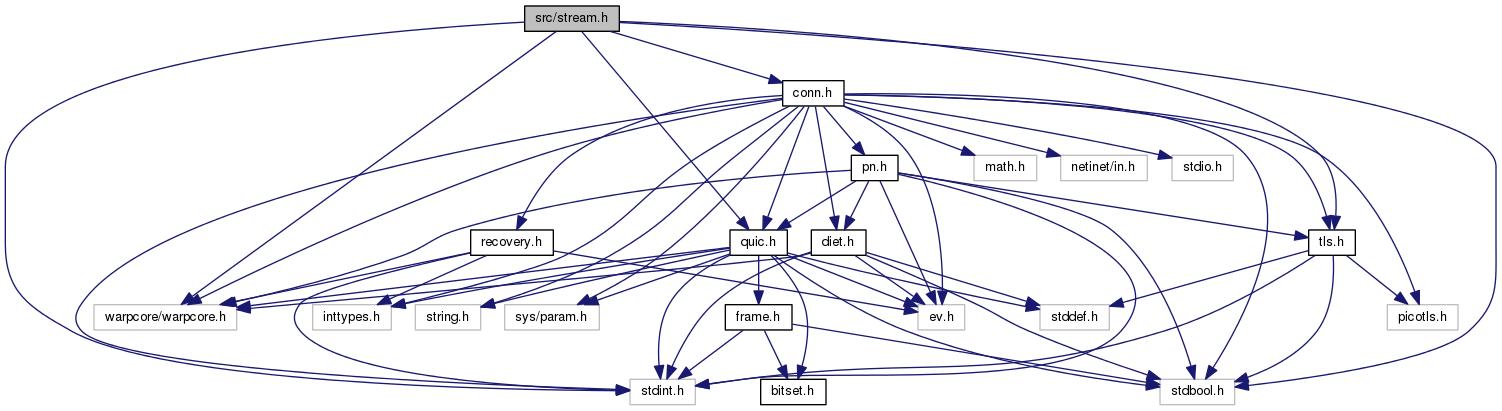 src/stream.h
conn.h
pn.h
math.h
netinet/in.h
stdio.h
recovery.h
quic.h
diet.h
tls.h
warpcore/warpcore.h
inttypes.h
string.h
sys/param.h
frame.h
ev.h
stddef.h
picotls.h
stdint.h
bitset.h
stdbool.h